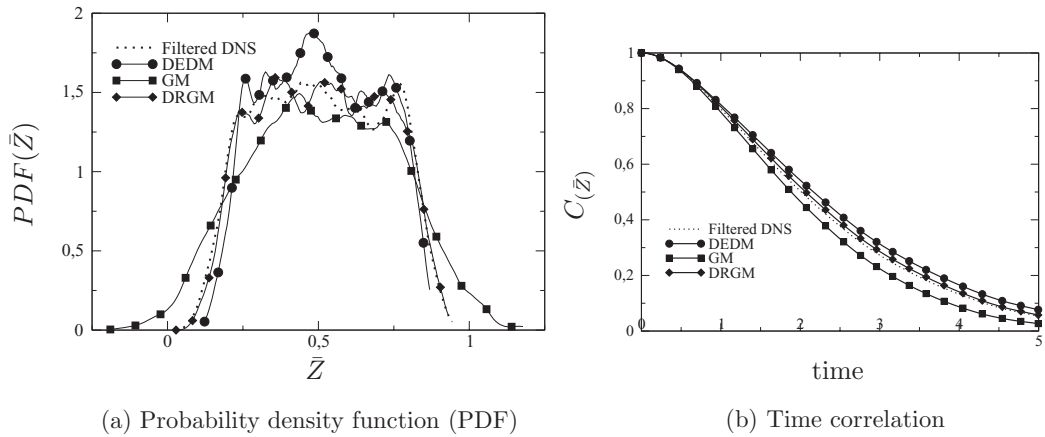 2
1.5
1
0.5
0
0
0,5
1
PDF(Z̄)
Z̄
Filtered DNS
DEDM
GM
DRGM
(a) Probability density function (PDF)
1
0,8
0,6
0,4
0,2
0
0
1
2
3
4
5
C(Z̄)
time
Filtered DNS
DEDM
GM
DRGM
(b) Time correlation